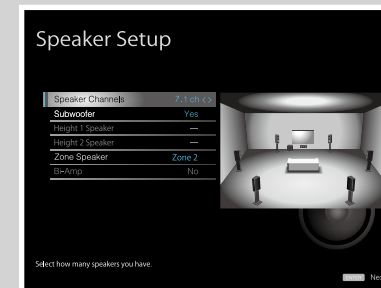 Speaker Setup
Speaker Channels 7.1 ch < >
Subwoofer Yes
Height 1 Speaker —
Height 2 Speaker —
Zone Speaker Zone 2
Bi-Amp No
Select how many speakers you have.
ENTER